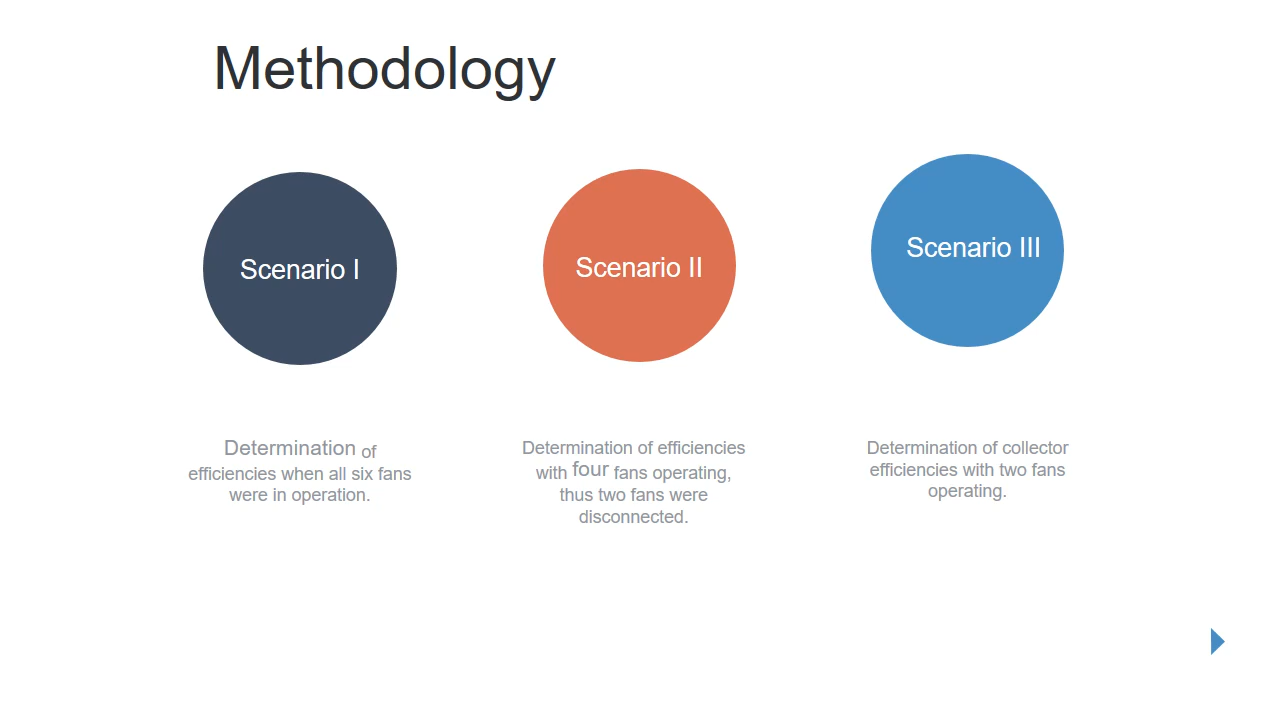 Methodology
Scenario I
Scenario II
Scenario III
Determination of
efficiencies when all six fans
were in operation.
Determination of efficiencies
with four fans operating,
thus two fans were
disconnected.
Determination of collector
efficiencies with two fans
operating.